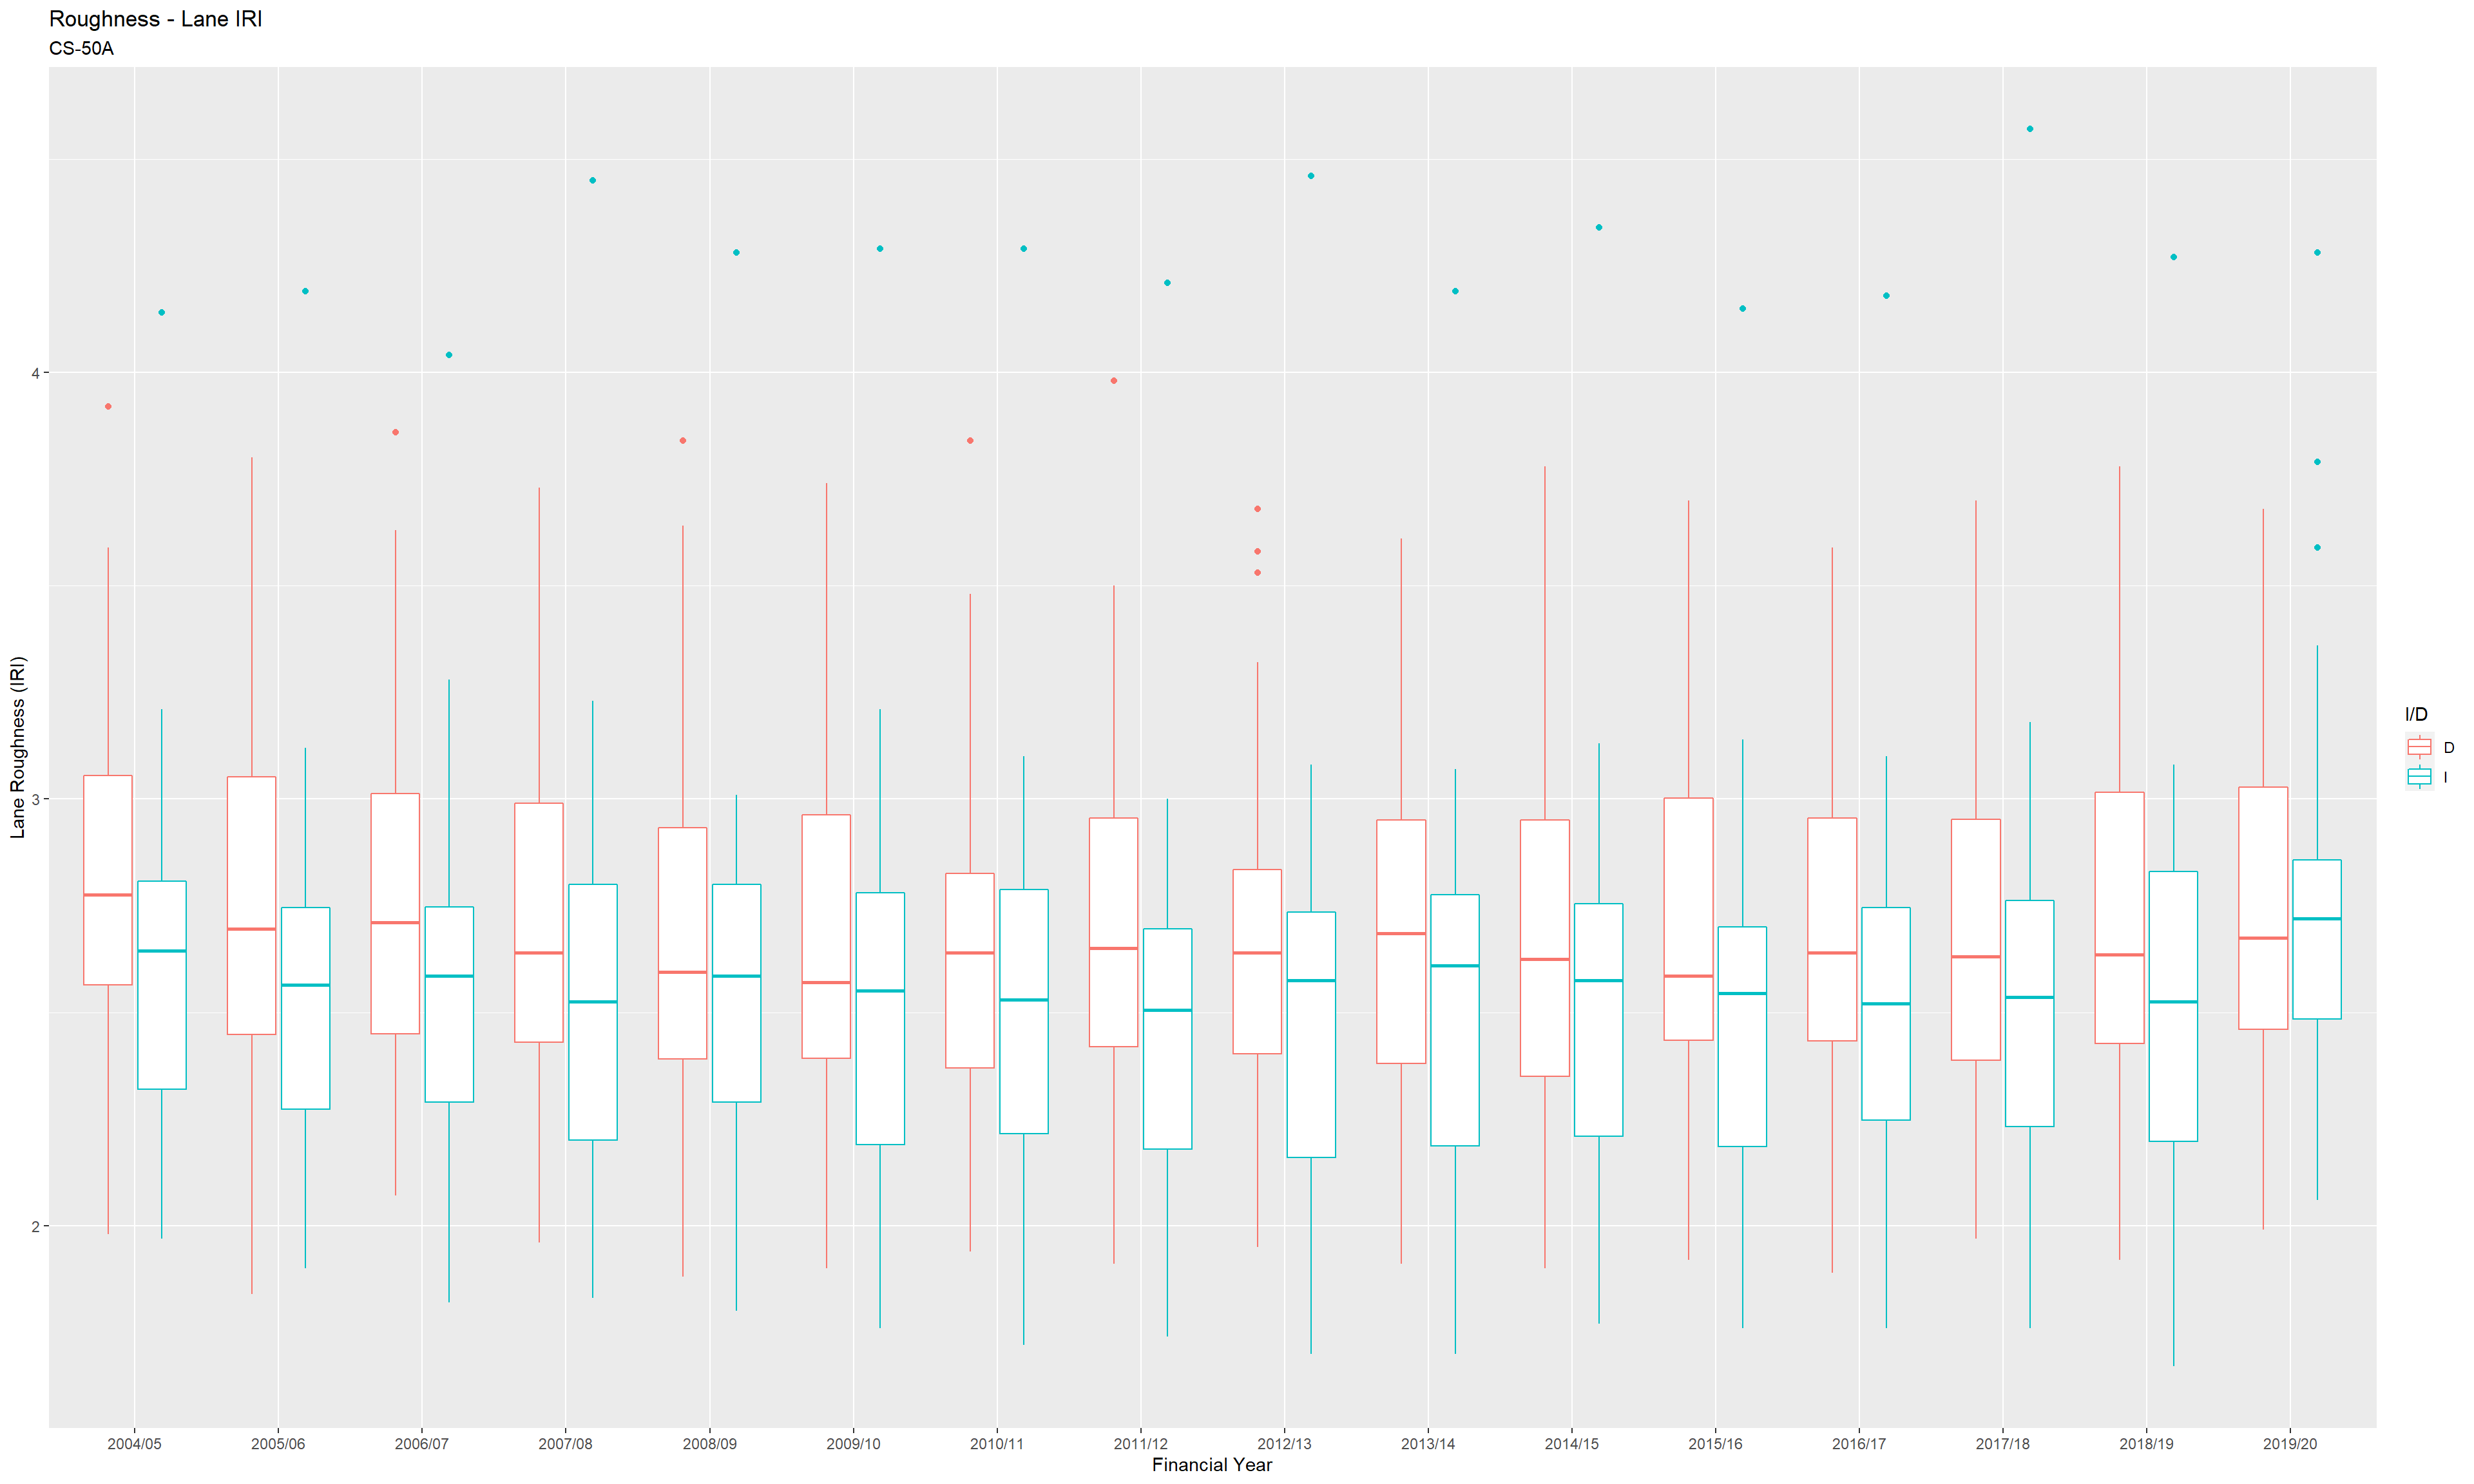 Roughness - Lane IRI
CS-50A
Lane Roughness (IRI)
4
3
2
2004/05 2005/06 2006/07 2007/08 2008/09 2009/10 2010/11 2011/12 2012/13 2013/14 2014/15 2015/16 2016/17 2017/18 2018/19 2019/20
Financial Year
I/D
D
I